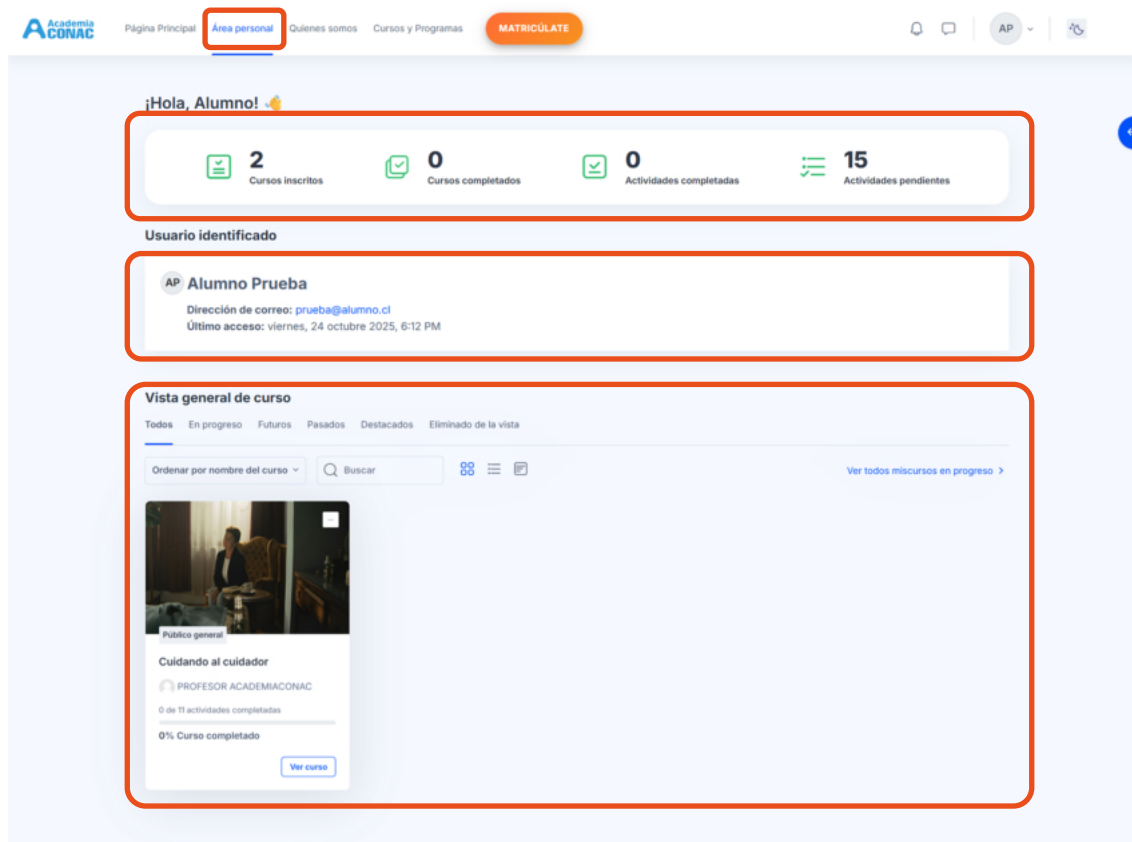 Academia
CONAC
Página Principal Área personal Quienes somos Cursos y Programas MATRICÚLATE AP
¡Hola, Alumno!
2 0 0 15
Cursos inscritos Cursos completados Actividades completadas Actividades pendientes
Usuario identificado
AP Alumno Prueba
Dirección de correo: prueba@alumno.cl
Último acceso: viernes, 24 octubre 2025, 6:12 PM
Vista general de curso
Todos En progreso Futuros Pasados Destacados Eliminado de la vista
Ordenar por nombre del curso Buscar Ver todos miscursos en progreso
Público general
Cuidando al cuidador
PROFESOR ACADEMIACONAC
0 de 11 actividades completadas
0% Curso completado
Ver curso